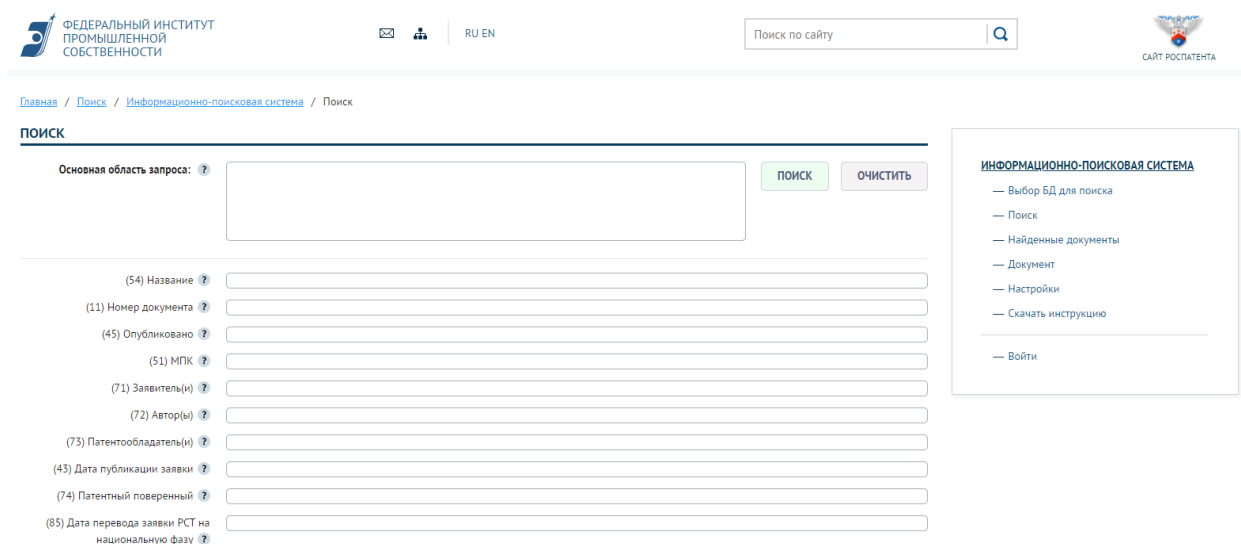 ФЕДЕРАЛЬНЫЙ ИНСТИТУТ
ПРОМЫШЛЕННОЙ
СОБСТВЕННОСТИ
RU EN
Поиск по сайту
САЙТ РОСПАТЕНТА
Главная / Поиск / Информационно-поисковая система / Поиск
ПОИСК
Основная область запроса: ?
ПОИСК
ОЧИСТИТЬ
(54) Название ?
(11) Номер документа ?
(45) Опубликовано ?
(51) МПК ?
(71) Заявитель(и) ?
(72) Автор(ы) ?
(73) Патентообладатель(и) ?
(43) Дата публикации заявки ?
(74) Патентный поверенный ?
(85) Дата перевода заявки PCT на
национальную фазу ?
ИНФОРМАЦИОННО-ПОИСКОВАЯ СИСТЕМА
— Выбор БД для поиска
— Поиск
— Найденные документы
— Документ
— Настройки
— Скачать инструкцию
— Войти